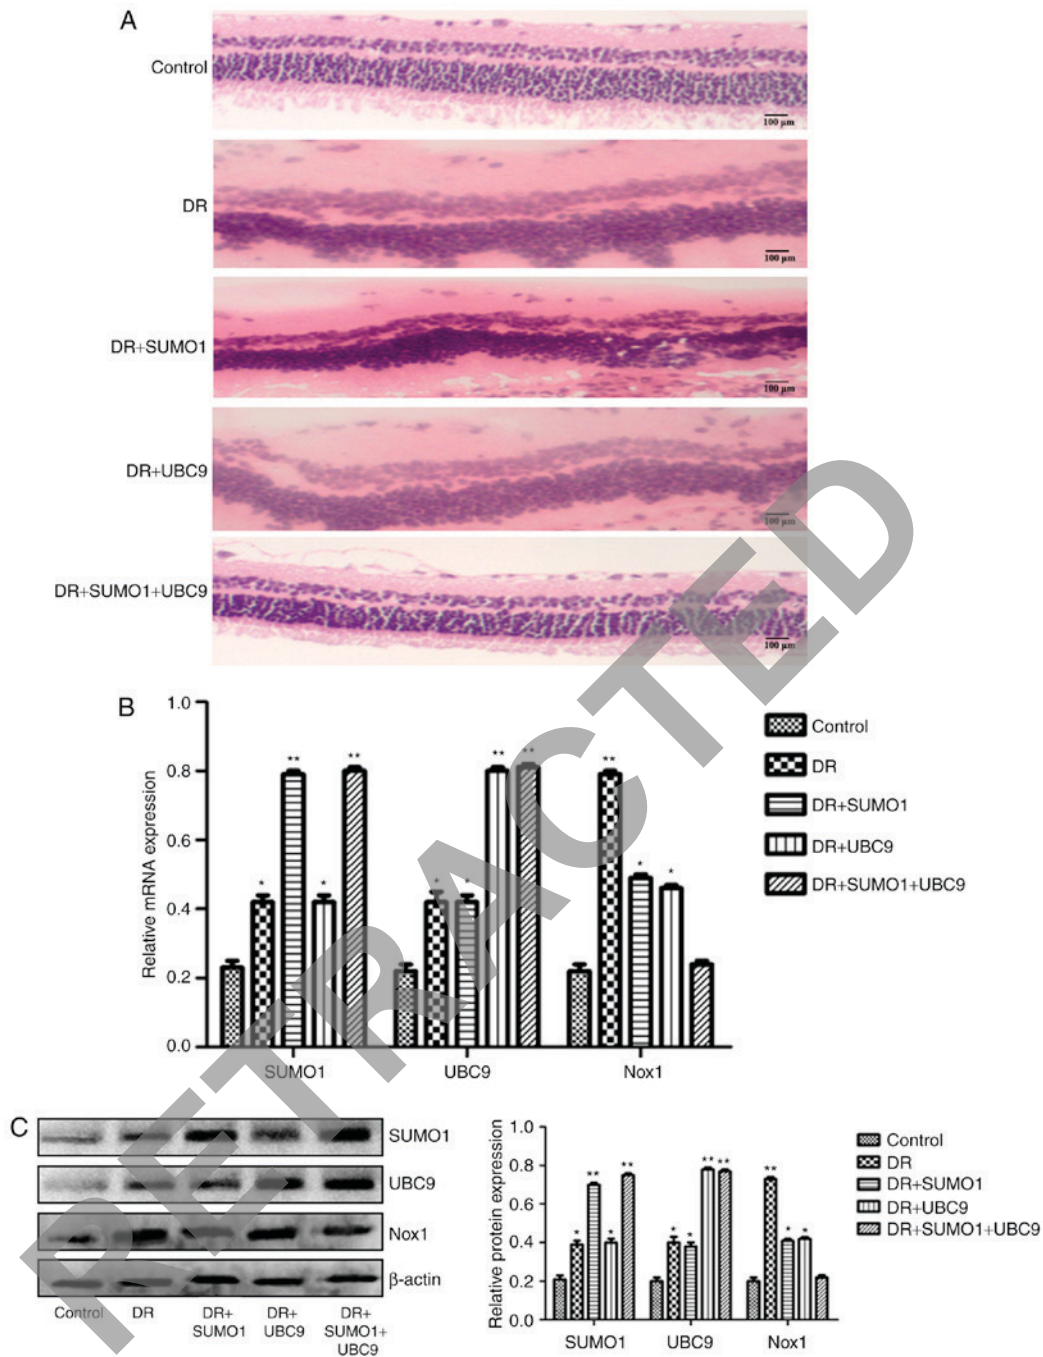 A
Control
100 µm
DR
100 µm
DR+SUMO1
100 µm
DR+UBC9
100 µm
DR+SUMO1+UBC9
100 µm
RETRACTED
B
Relative mRNA expression
1.0
0.8
0.6
0.4
0.2
0.0
** ** ** ** **
* * * * * *
SUMO1 UBC9 Nox1
Control
DR
DR+SUMO1
DR+UBC9
DR+SUMO1+UBC9
C
SUMO1
UBC9
Nox1
β-actin
Control DR DR+ DR+ DR+
SUMO1 UBC9 SUMO1+
UBC9
Relative protein expression
1.0
0.8
0.6
0.4
0.2
0.0
** ** ** ** **
* * * * * *
SUMO1 UBC9 Nox1
Control
DR
DR+SUMO1
DR+UBC9
DR+SUMO1+UBC9